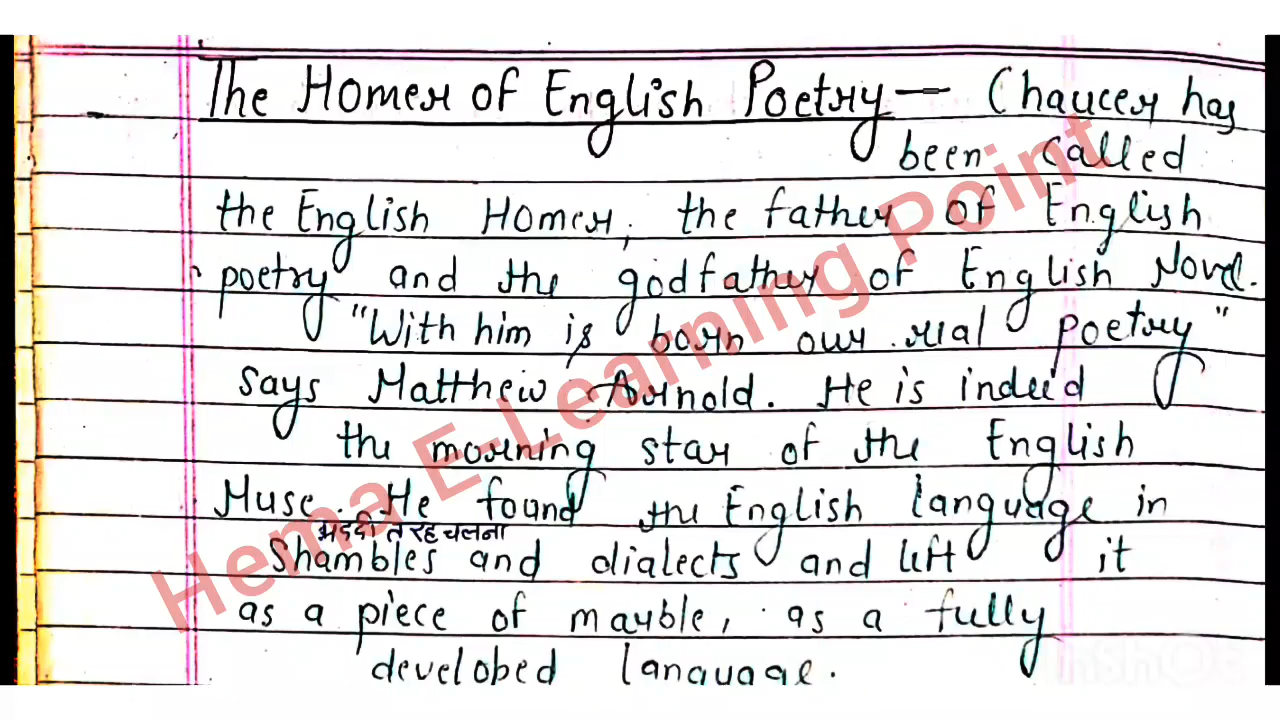 The Homer of English Poetry — Chaucer has
been called
the English Homer, the father of English
poetry and the godfather of English Novel.
"With him is born our real poetry"
says Matthew Arnold. He is indeed
the morning star of the English
Muse. He found the English language in
भद्दी तरह चलना
Shambles and dialects and left it
as a piece of marble, as a fully
developed language.
Hema E-Learning Point